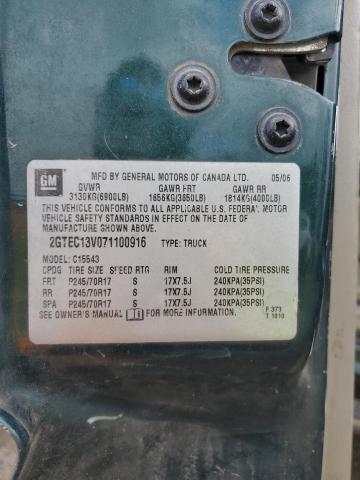 GM
MFD BY GENERAL MOTORS OF CANADA LTD. 05/06
GVWR GAWR FRT GAWR RR
3130KG(6900LB) 1656KG(3650LB) 1814KG(4000LB)
THIS VEHICLE CONFORMS TO ALL APPLICABLE U.S. FEDERAL MOTOR
VEHICLE SAFETY STANDARDS IN EFFECT ON THE DATE OF
MANUFACTURE SHOWN ABOVE.
2GTEC13V071100916 TYPE: TRUCK
MODEL: C15543
CPDG TIRE SIZE SPEED RTG RIM COLD TIRE PRESSURE
FRT P245/70R17 S 17X7.5J 240KPA(35PSI)
RR P245/70R17 S 17X7.5J 240KPA(35PSI)
SPA P245/70R17 S 17X7.5J 240KPA(35PSI)
SEE OWNER'S MANUAL FOR MORE INFORMATION.
F 373
T 1010